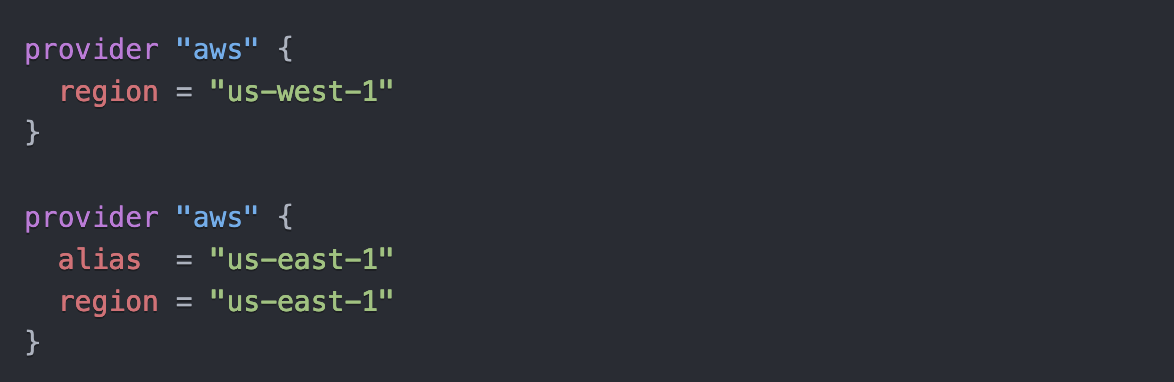 provider "aws" {
  region = "us-west-1"
}

provider "aws" {
  alias  = "us-east-1"
  region = "us-east-1"
}